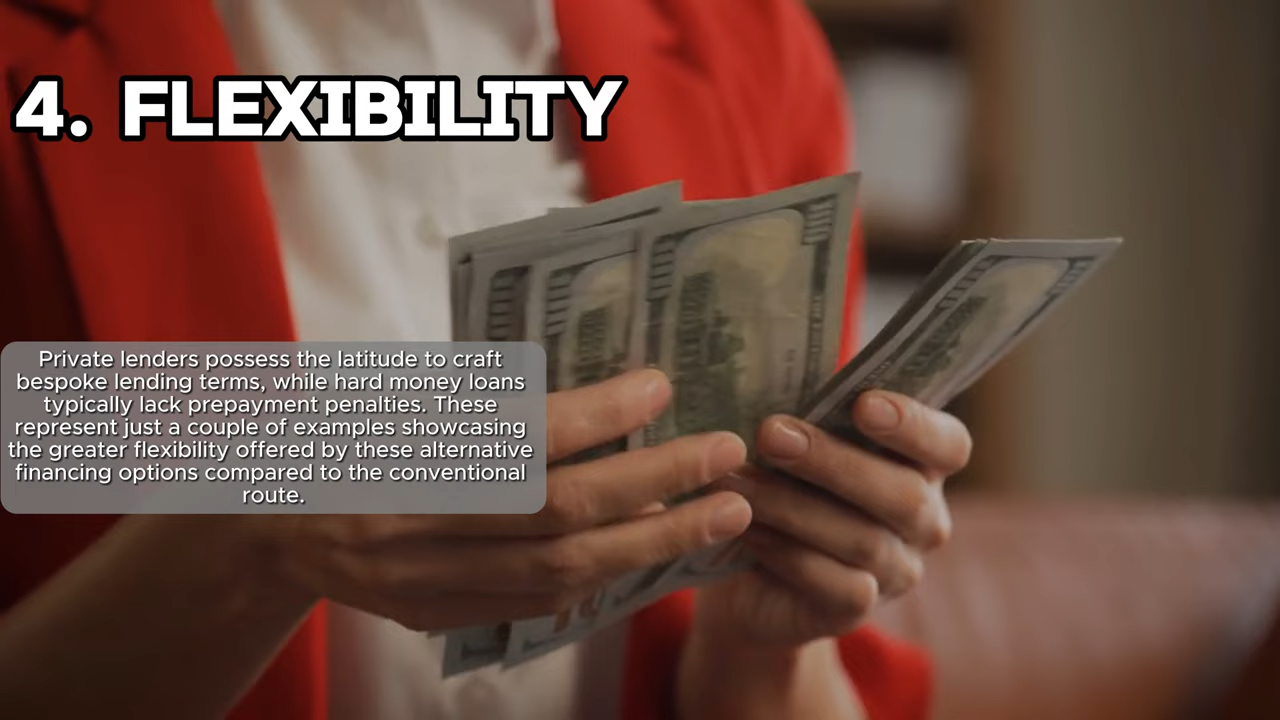 4. FLEXIBILITY
Private lenders possess the latitude to craft
bespoke lending terms, while hard money loans
typically lack prepayment penalties. These
represent just a couple of examples showcasing
the greater flexibility offered by these alternative
financing options compared to the conventional
route.